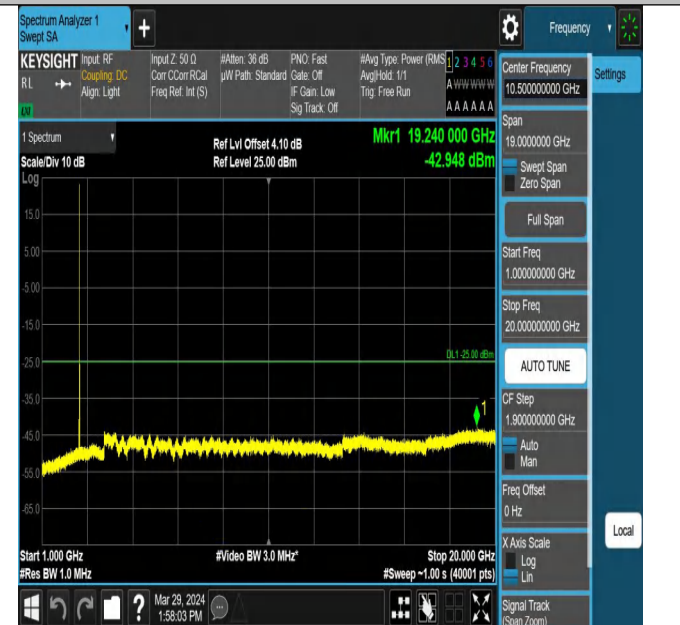 Spectrum Analyzer 1
Swept SA
+
Frequency
KEYSIGHT
RL
Input: RF
Coupling: DC
Align: Light
Input Z: 50 Ω
Corr CCorr RCal
Freq Ref: Int (S)
#Atten: 36 dB
µW Path: Standard
PNO: Fast
Gate: Off
IF Gain: Low
Sig Track: Off
#Avg Type: Power (RMS
Avg|Hold: 1/1
Trig: Free Run
1 2 3 4 5 6
A W W W W W
A A A A A A
1 Spectrum
Scale/Div 10 dB
Ref Lvl Offset 4.10 dB
Ref Level 25.00 dBm
Mkr1 19.240 000 GHz
-42.948 dBm
Log
15.0
5.00
-5.00
-15.0
-25.0
-35.0
-45.0
-55.0
-65.0
DL1 -25.00 dBm
1
Start 1.000 GHz
#Res BW 1.0 MHz
#Video BW 3.0 MHz*
Stop 20.000 GHz
#Sweep ~1.00 s (40001 pts)
Mar 29, 2024
1:58:03 PM
Center Frequency
10.500000000 GHz
Settings
Span
19.0000000 GHz
Swept Span
Zero Span
Full Span
Start Freq
1.000000000 GHz
Stop Freq
20.000000000 GHz
AUTO TUNE
CF Step
1.900000000 GHz
Auto
Man
Freq Offset
0 Hz
X Axis Scale
Log
Lin
Local
Signal Track
(Span Zoom)